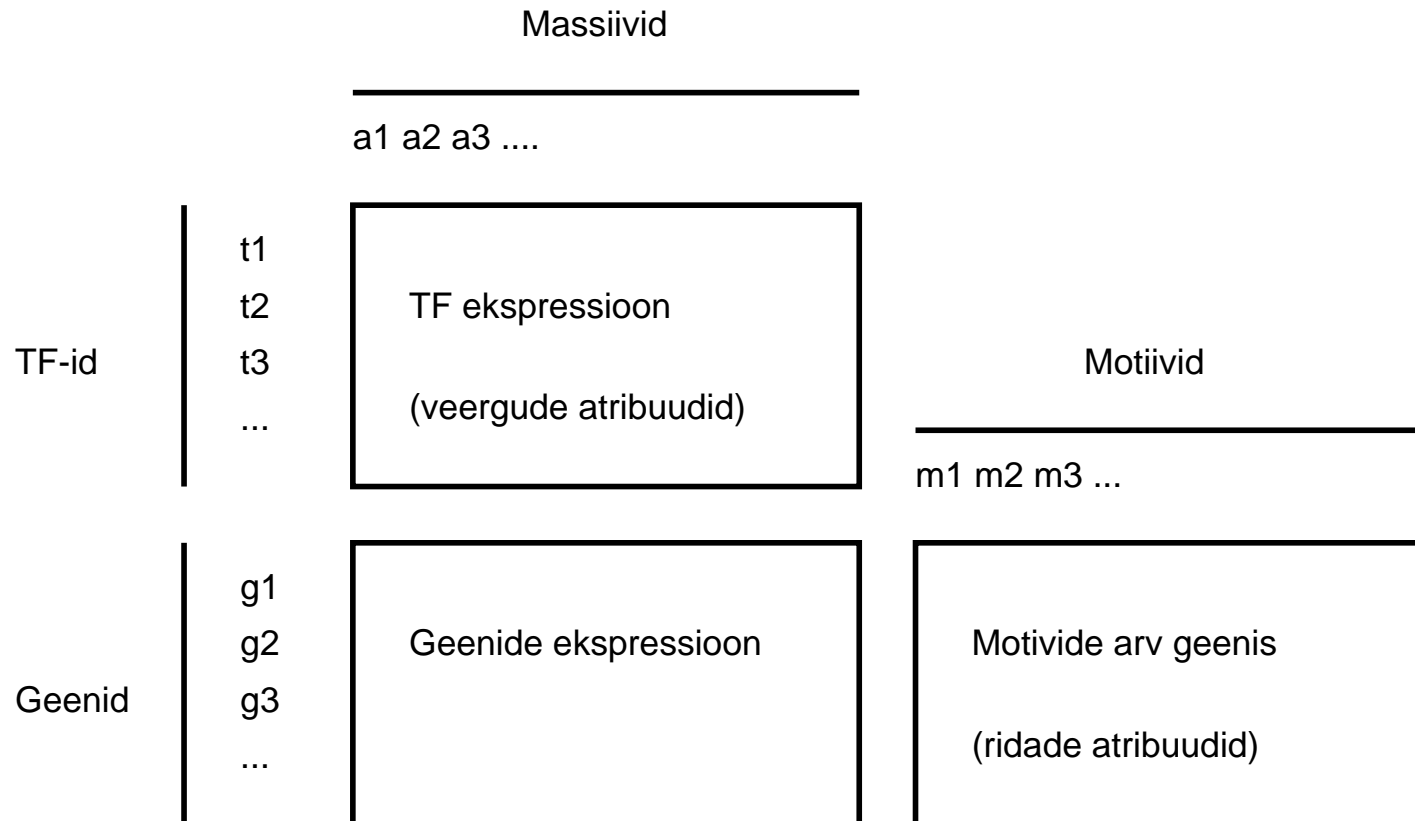 Massiivid
a1 a2 a3 ....
TF-id
t1
t2
t3
...
TF ekspressioon
(veergude atribuudid)
Motiivid
m1 m2 m3 ...
Geenid
g1
g2
g3
...
Geenide ekspressioon
Motivide arv geenis
(ridade atribuudid)